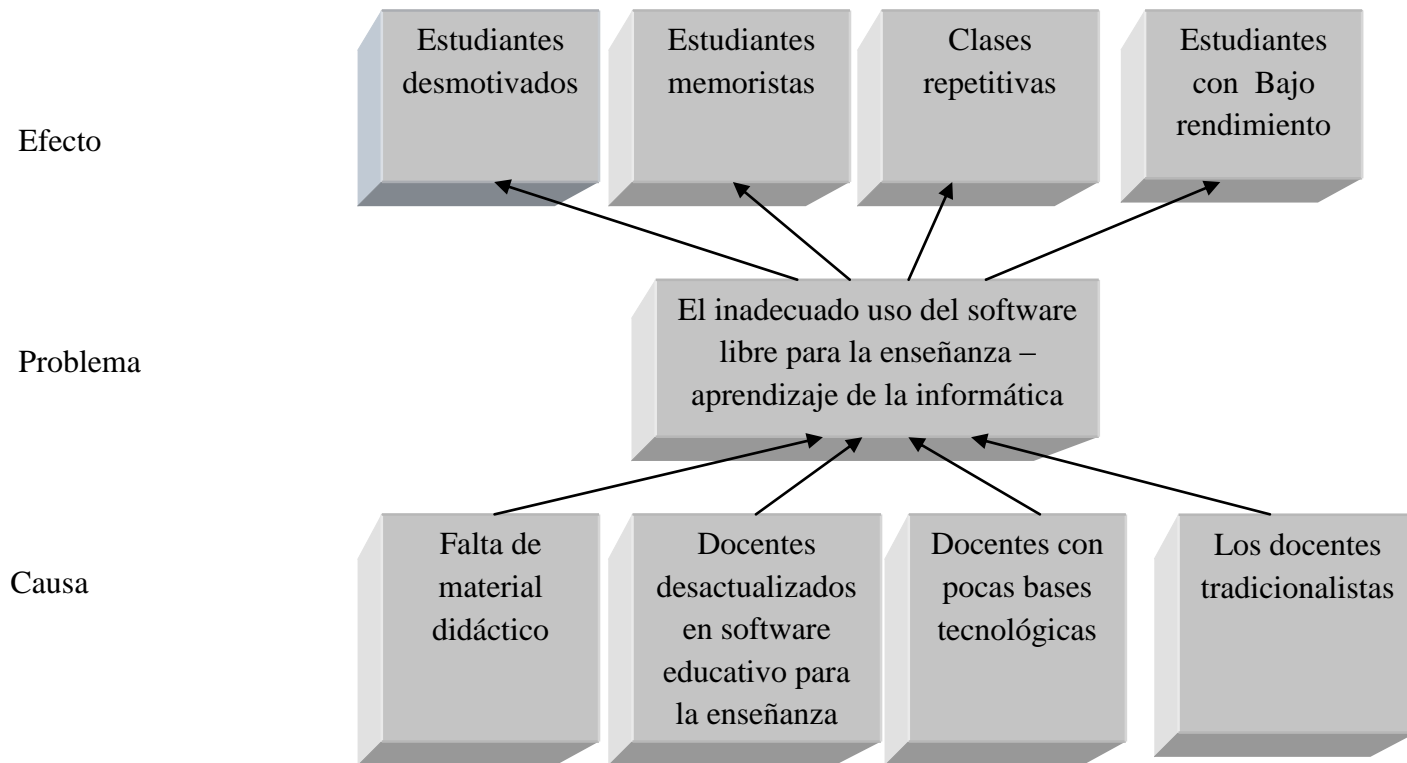 Efecto
Estudiantes
desmotivados
Estudiantes
memoristas
Clases
repetitivas
Estudiantes
con Bajo
rendimiento
Problema
El inadecuado uso del software
libre para la enseñanza –
aprendizaje de la informática
Causa
Falta de
material
didáctico
Docentes
desactualizados
en software
educativo para
la enseñanza
Docentes con
pocas bases
tecnológicas
Los docentes
tradicionalistas